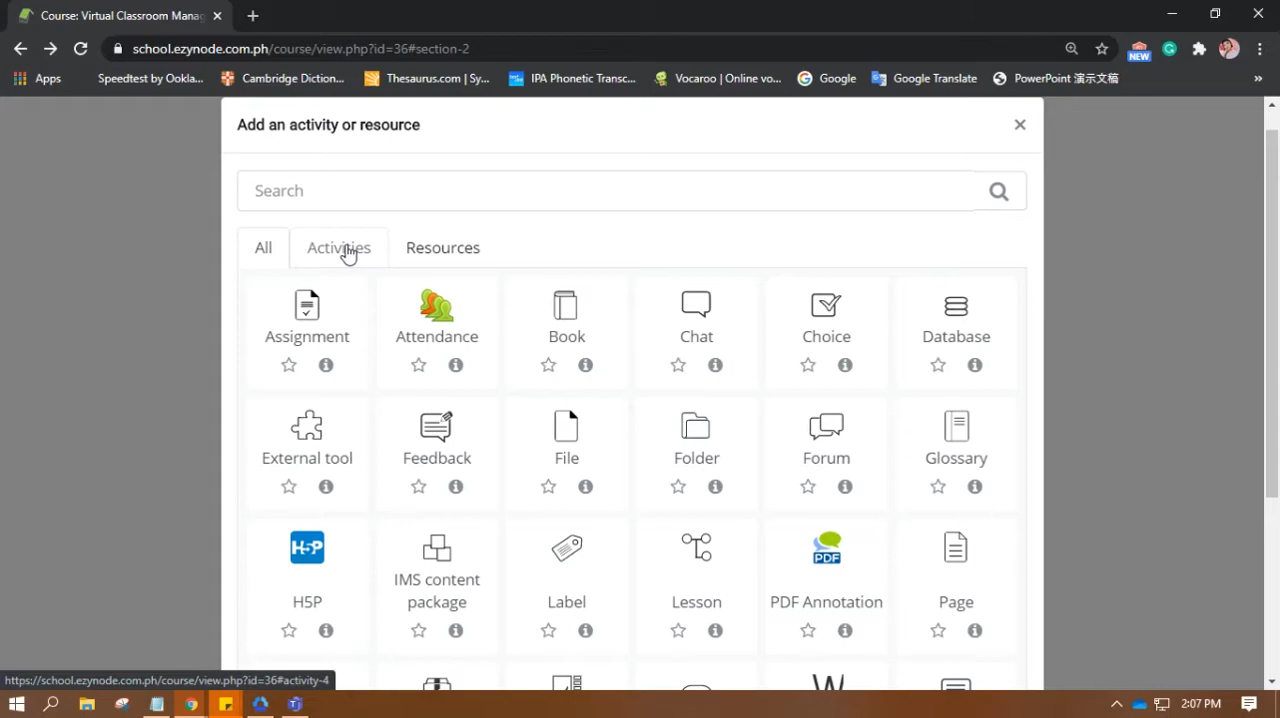 Course: Virtual Classroom Mana
school.ezynode.com.ph/course/view.php?id=36#section-2
NEW
Apps Speedtest by Ookla... Cambridge Diction... Thesaurus.com | Sy... IPA Phonetic Transc... Vocaroo | Online vo... Google Google Translate PowerPoint 演示文稿 »
Add an activity or resource
Search
All Activities Resources
Assignment Attendance Book Chat Choice Database
External tool Feedback File Folder Forum Glossary
H5P
PDF
IMS content
package
H5P Label Lesson PDF Annotation Page
W
https://school.ezynode.com.ph/course/view.php?id=36#activity-4
2:07 PM